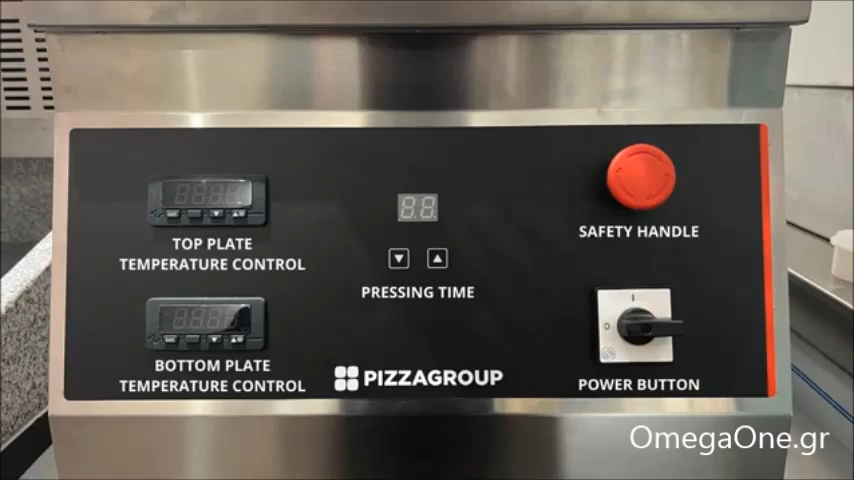 TOP PLATE
TEMPERATURE CONTROL
BOTTOM PLATE
TEMPERATURE CONTROL
PRESSING TIME
PIZZAGROUP
SAFETY HANDLE
I
O
POWER BUTTON
OmegaOne.gr